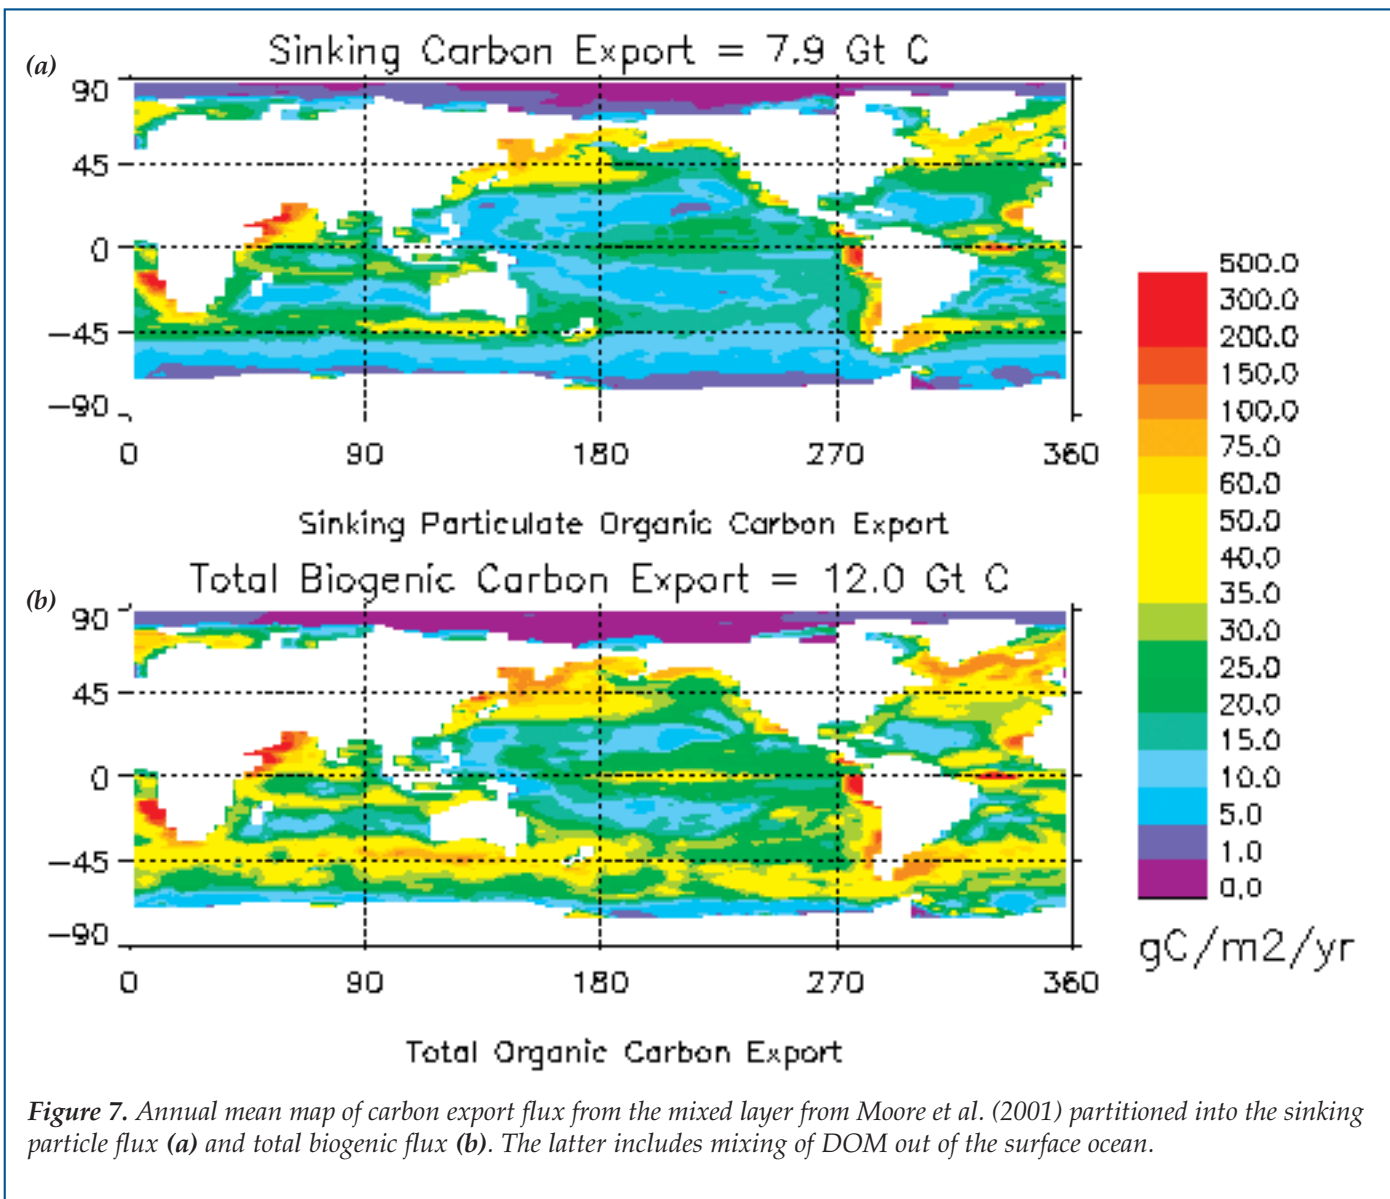 (a)
Sinking Carbon Export = 7.9 Gt C
90
45
0
−45
−90
0 90 180 270 360
Sinking Particulate Organic Carbon Export
(b)
Total Biogenic Carbon Export = 12.0 Gt C
90
45
0
−45
−90
0 90 180 270 360
Total Organic Carbon Export
500.0
300.0
200.0
150.0
100.0
75.0
60.0
50.0
40.0
35.0
30.0
25.0
20.0
15.0
10.0
5.0
1.0
0.0
gC/m2/yr
Figure 7. Annual mean map of carbon export flux from the mixed layer from Moore et al. (2001) partitioned into the sinking
particle flux (a) and total biogenic flux (b). The latter includes mixing of DOM out of the surface ocean.